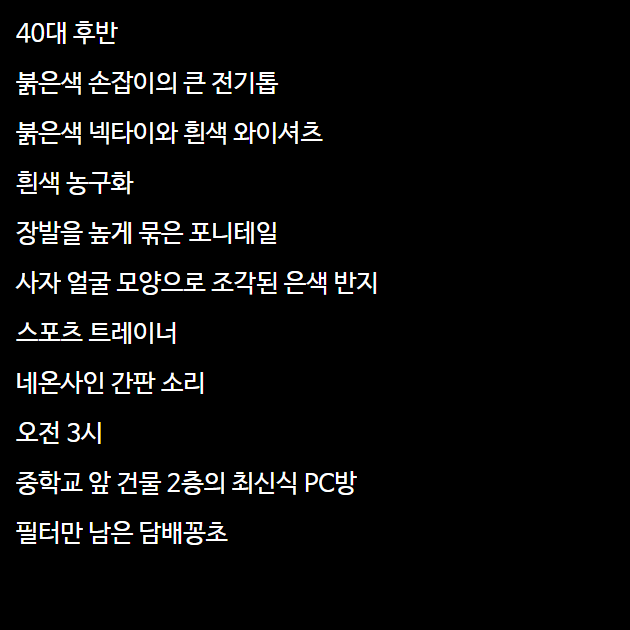 40대 후반
붉은색 손잡이의 큰 전기톱
붉은색 넥타이와 흰색 와이셔츠
흰색 농구화
장발을 높게 묶은 포니테일
사자 얼굴 모양으로 조각된 은색 반지
스포츠 트레이너
네온사인 간판 소리
오전 3시
중학교 앞 건물 2층의 최신식 PC방
필터만 남은 담배꽁초